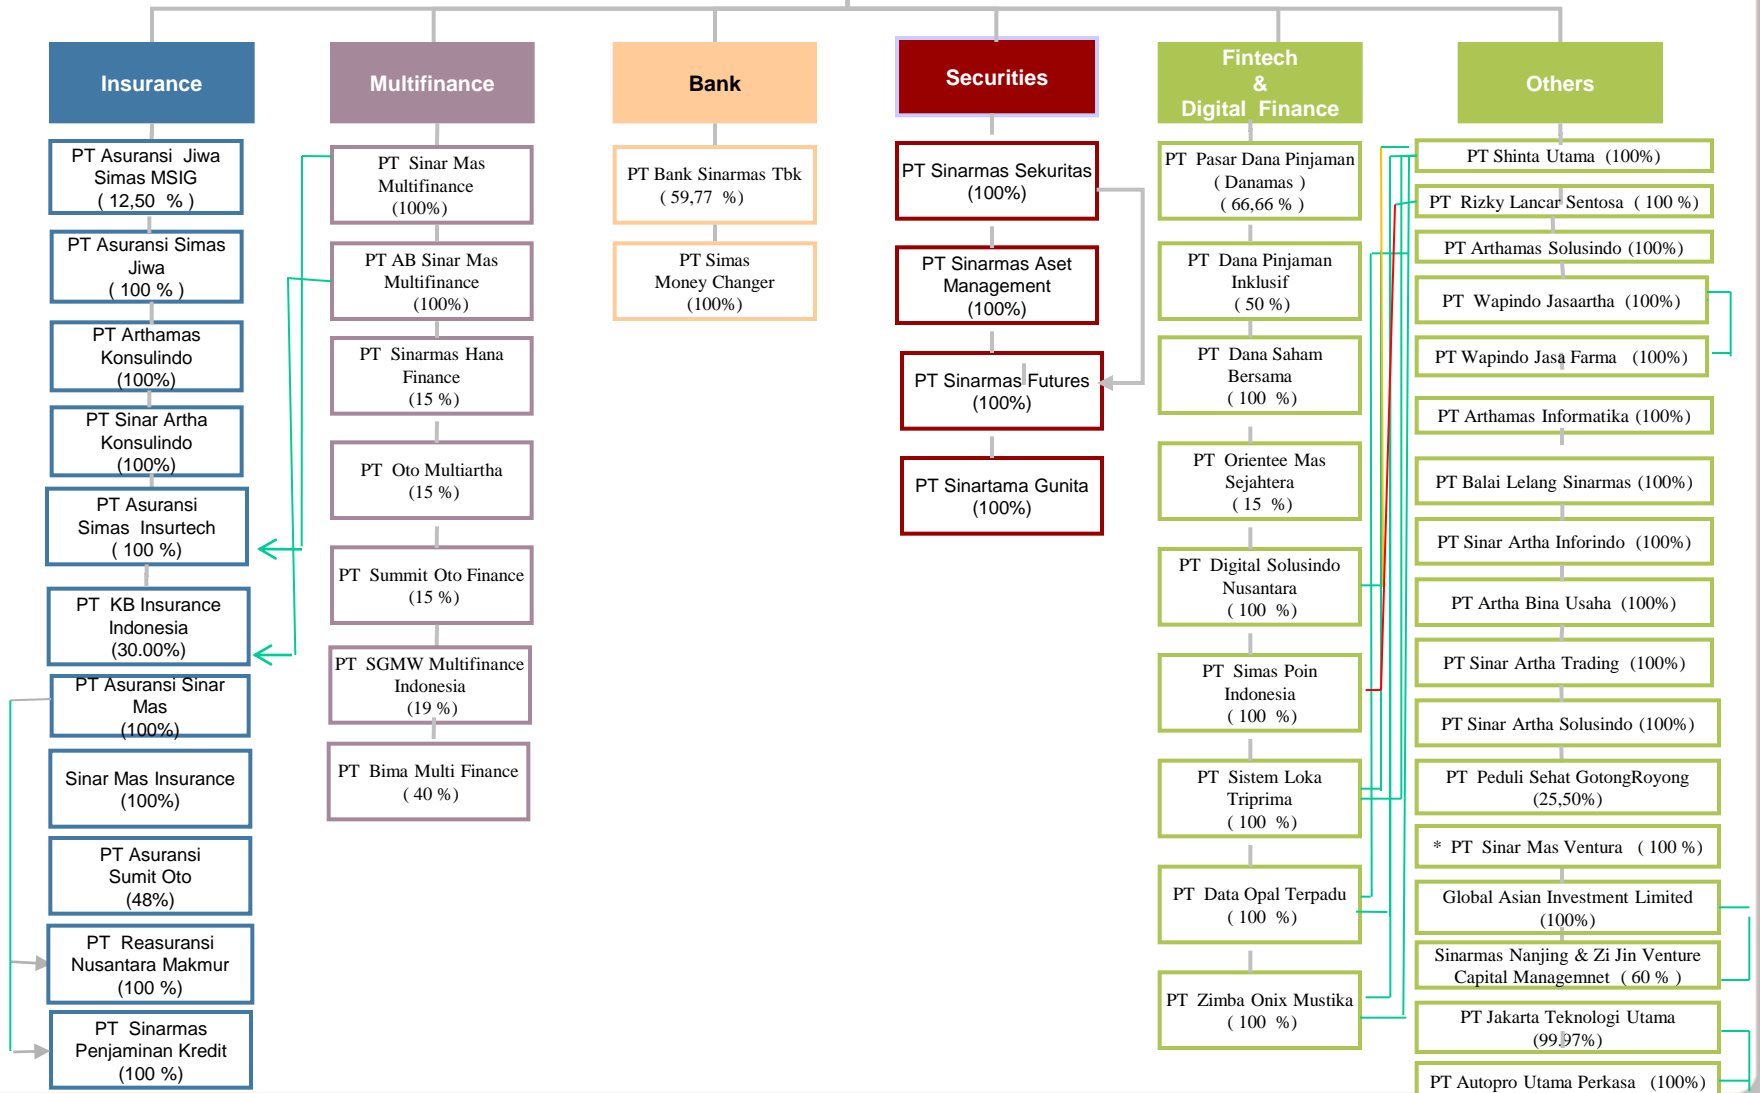 Insurance
PT Asuransi Jiwa
Simas MSIG
( 12,50 % )
PT Asuransi Simas
Jiwa
( 100 % )
PT Arthamas
Konsulindo
(100%)
PT Sinar Artha
Konsulindo
(100%)
PT Asuransi
Simas Insurtech
( 100 %)
PT KB Insurance
Indonesia
(30.00%)
PT Asuransi Sinar
Mas
(100%)
Sinar Mas Insurance
(100%)
PT Asuransi
Sumit Oto
(48%)
PT Reasuransi
Nusantara Makmur
(100 %)
PT Sinarmas
Penjaminan Kredit
(100 %)
Multifinance
PT Sinar Mas
Multifinance
(100%)
PT AB Sinar Mas
Multifinance
(100%)
PT Sinarmas Hana
Finance
(15 %)
PT Oto Multiartha
(15 %)
PT Summit Oto Finance
(15 %)
PT SGMW Multifinance
Indonesia
(19 %)
PT Bima Multi Finance
( 40 %)
Bank
PT Bank Sinarmas Tbk
( 59,77 %)
PT Simas
Money Changer
(100%)
Securities
PT Sinarmas Sekuritas
(100%)
PT Sinarmas Aset
Management
(100%)
PT Sinarmas Futures
(100%)
PT Sinartama Gunita
(100%)
Fintech
&
Digital Finance
PT Pasar Dana Pinjaman
( Danamas )
( 66,66 % )
PT Dana Pinjaman
Inklusif
( 50 %)
PT Dana Saham
Bersama
( 100 %)
PT Orientee Mas
Sejahtera
( 15 %)
PT Digital Solusindo
Nusantara
( 100 %)
PT Simas Poin
Indonesia
( 100 %)
PT Sistem Loka
Triprima
( 100 %)
PT Data Opal Terpadu
( 100 %)
PT Zimba Onix Mustika
( 100 %)
Others
PT Shinta Utama (100%)
PT Rizky Lancar Sentosa ( 100 %)
PT Arthamas Solusindo (100%)
PT Wapindo Jasaartha (100%)
PT Wapindo Jasa Farma (100%)
PT Arthamas Informatika (100%)
PT Balai Lelang Sinarmas (100%)
PT Sinar Artha Inforindo (100%)
PT Artha Bina Usaha (100%)
PT Sinar Artha Trading (100%)
PT Sinar Artha Solusindo (100%)
PT Peduli Sehat GotongRoyong
(25,50%)
* PT Sinar Mas Ventura ( 100 %)
Global Asian Investment Limited
(100%)
Sinarmas Nanjing & Zi Jin Venture
Capital Managemnet ( 60 % )
PT Jakarta Teknologi Utama
(99.97%)
PT Autopro Utama Perkasa (100%)